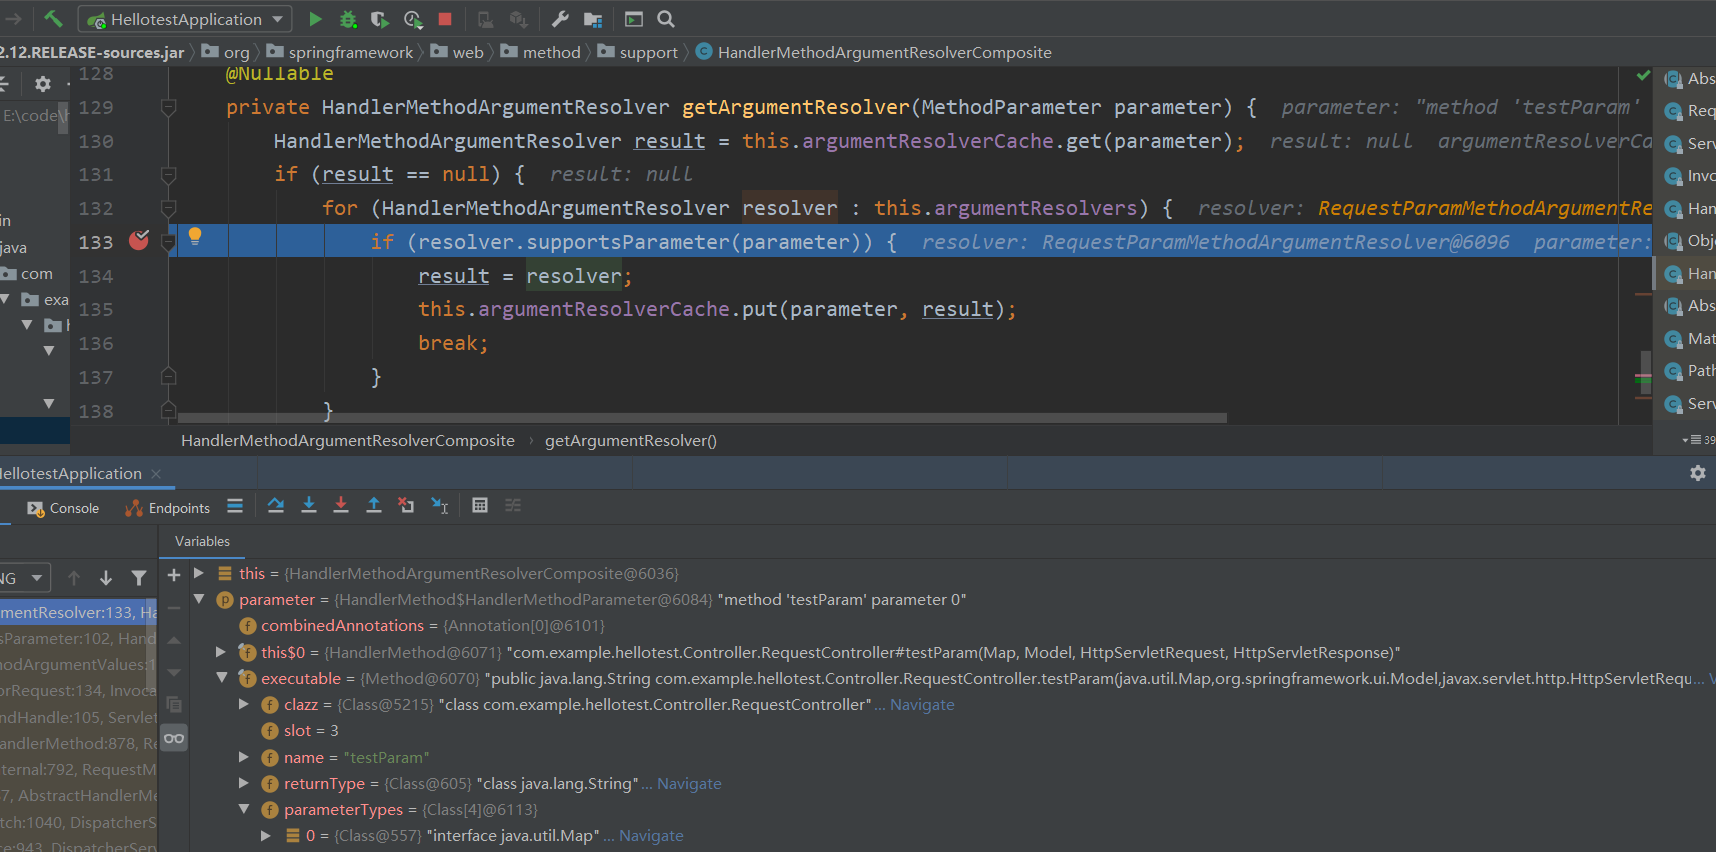 HellotestApplication
2.12.RELEASE-sources.jar org springframework web method support HandlerMethodArgumentResolverComposite
E:\code\h
in
java
com
exa
128 @Nullable
129 private HandlerMethodArgumentResolver getArgumentResolver(MethodParameter parameter) { parameter: "method 'testParam'
130 HandlerMethodArgumentResolver result = this.argumentResolverCache.get(parameter); result: null argumentResolverCa
131 if (result == null) { result: null
132 for (HandlerMethodArgumentResolver resolver : this.argumentResolvers) { resolver: RequestParamMethodArgumentRe
133 if (resolver.supportsParameter(parameter)) { resolver: RequestParamMethodArgumentResolver@6096 parameter:
134 result = resolver;
135 this.argumentResolverCache.put(parameter, result);
136 break;
137 }
138 }
Abs
Req
Serv
Invo
Han
Obje
Han
Abs
Mat
Path
Serv
39
HandlerMethodArgumentResolverComposite › getArgumentResolver()
HellotestApplication
Console Endpoints
Variables
NG
mentResolver:133, Ha
sParameter:102, Hand
hodArgumentValues:1
orRequest:134, Invoca
ndHandle:105, Servlet
HandlerMethod:878, Re
ternal:792, RequestM
87, AbstractHandlerMe
tch:1040, DispatcherS
ce:943, DispatcherSer
this = {HandlerMethodArgumentResolverComposite@6036}
parameter = {HandlerMethod$HandlerMethodParameter@6084} "method 'testParam' parameter 0"
combinedAnnotations = {Annotation[0]@6101}
this$0 = {HandlerMethod@6071} "com.example.hellotest.Controller.RequestController#testParam(Map, Model, HttpServletRequest, HttpServletResponse)"
executable = {Method@6070} "public java.lang.String com.example.hellotest.Controller.RequestController.testParam(java.util.Map,org.springframework.ui.Model,javax.servlet.http.HttpServletRequ... V
clazz = {Class@5215} "class com.example.hellotest.Controller.RequestController" ... Navigate
slot = 3
name = "testParam"
returnType = {Class@605} "class java.lang.String" ... Navigate
parameterTypes = {Class[4]@6113}
0 = {Class@557} "interface java.util.Map" ... Navigate